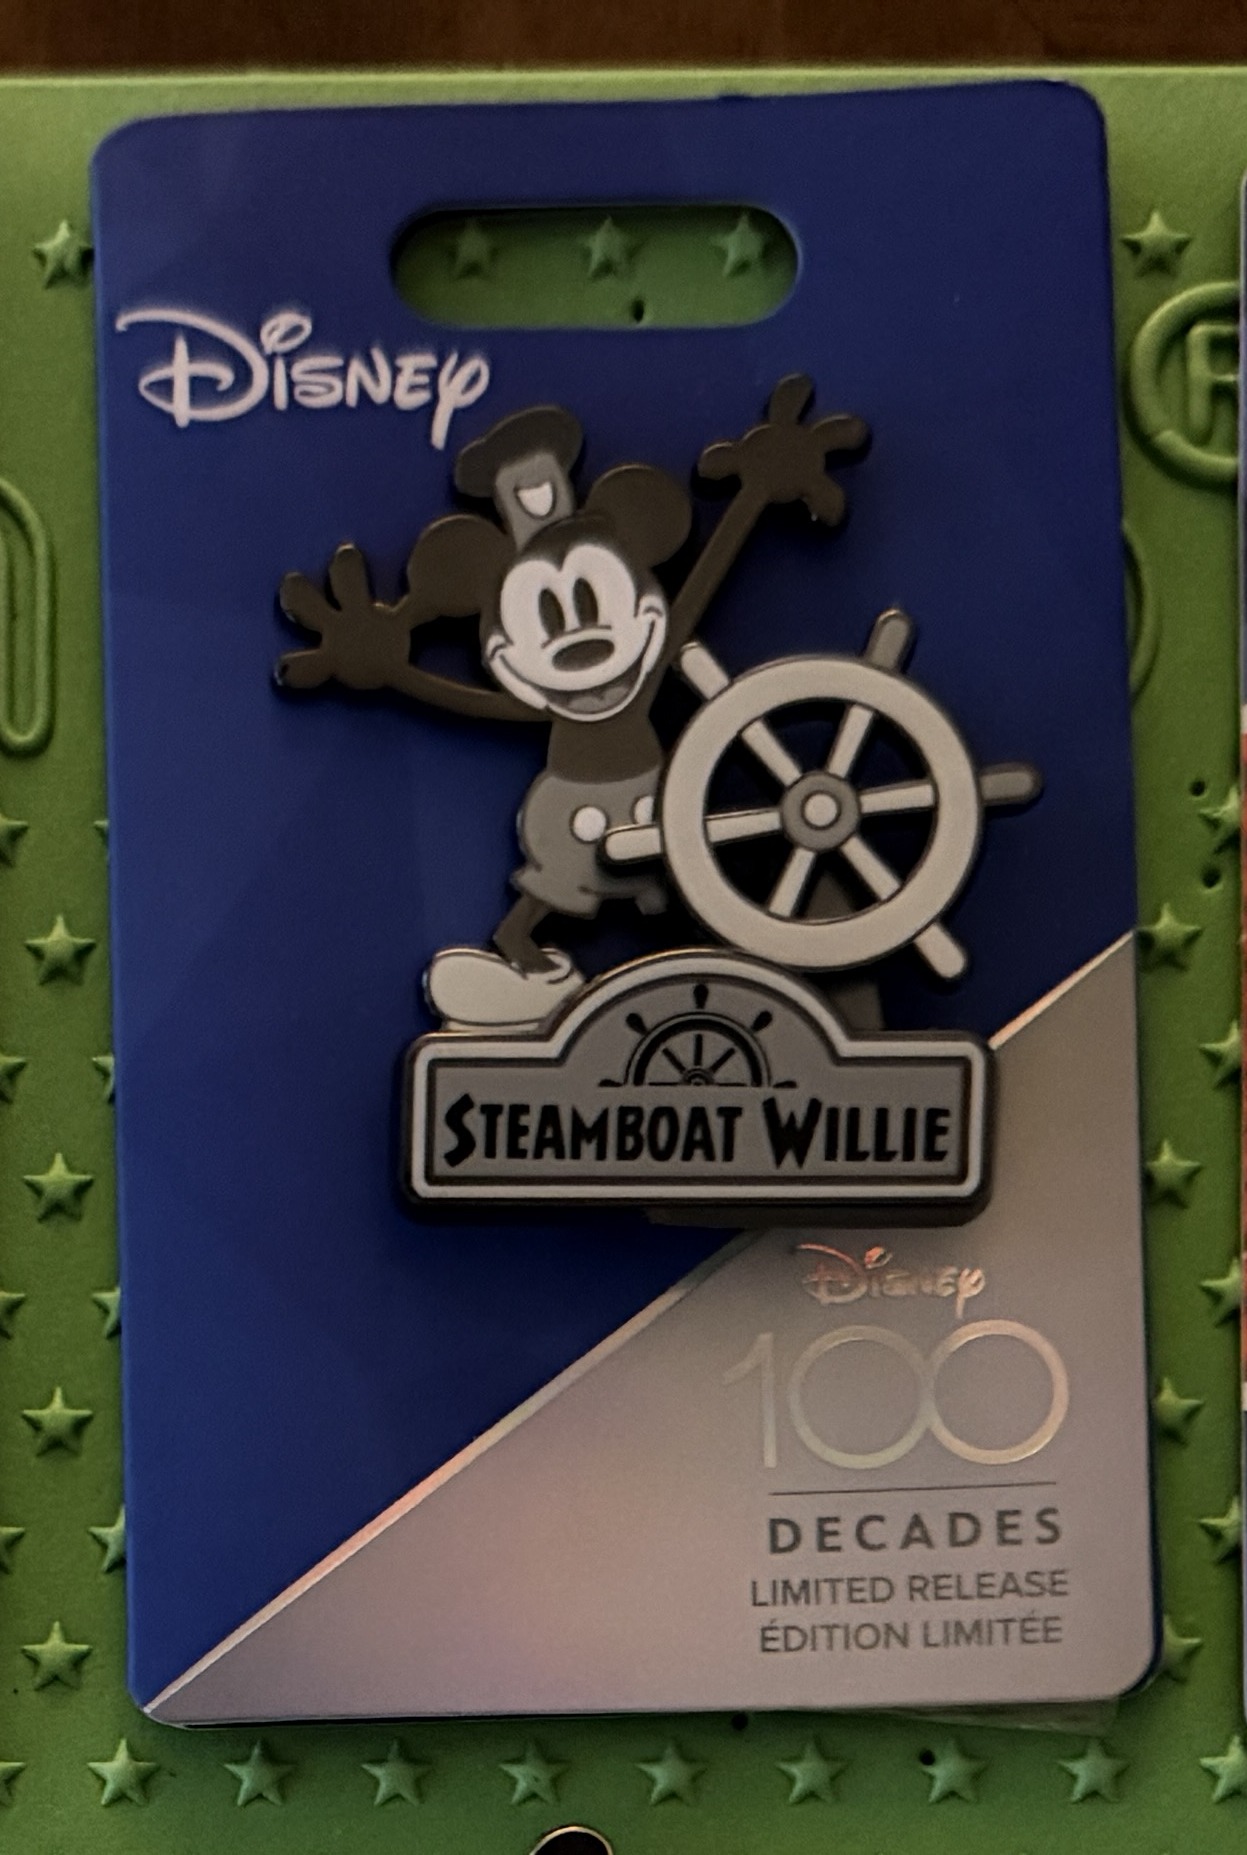 Disney
STEAMBOAT WILLIE
Disney
100
DECADES
LIMITED RELEASE
ÉDITION LIMITÉE